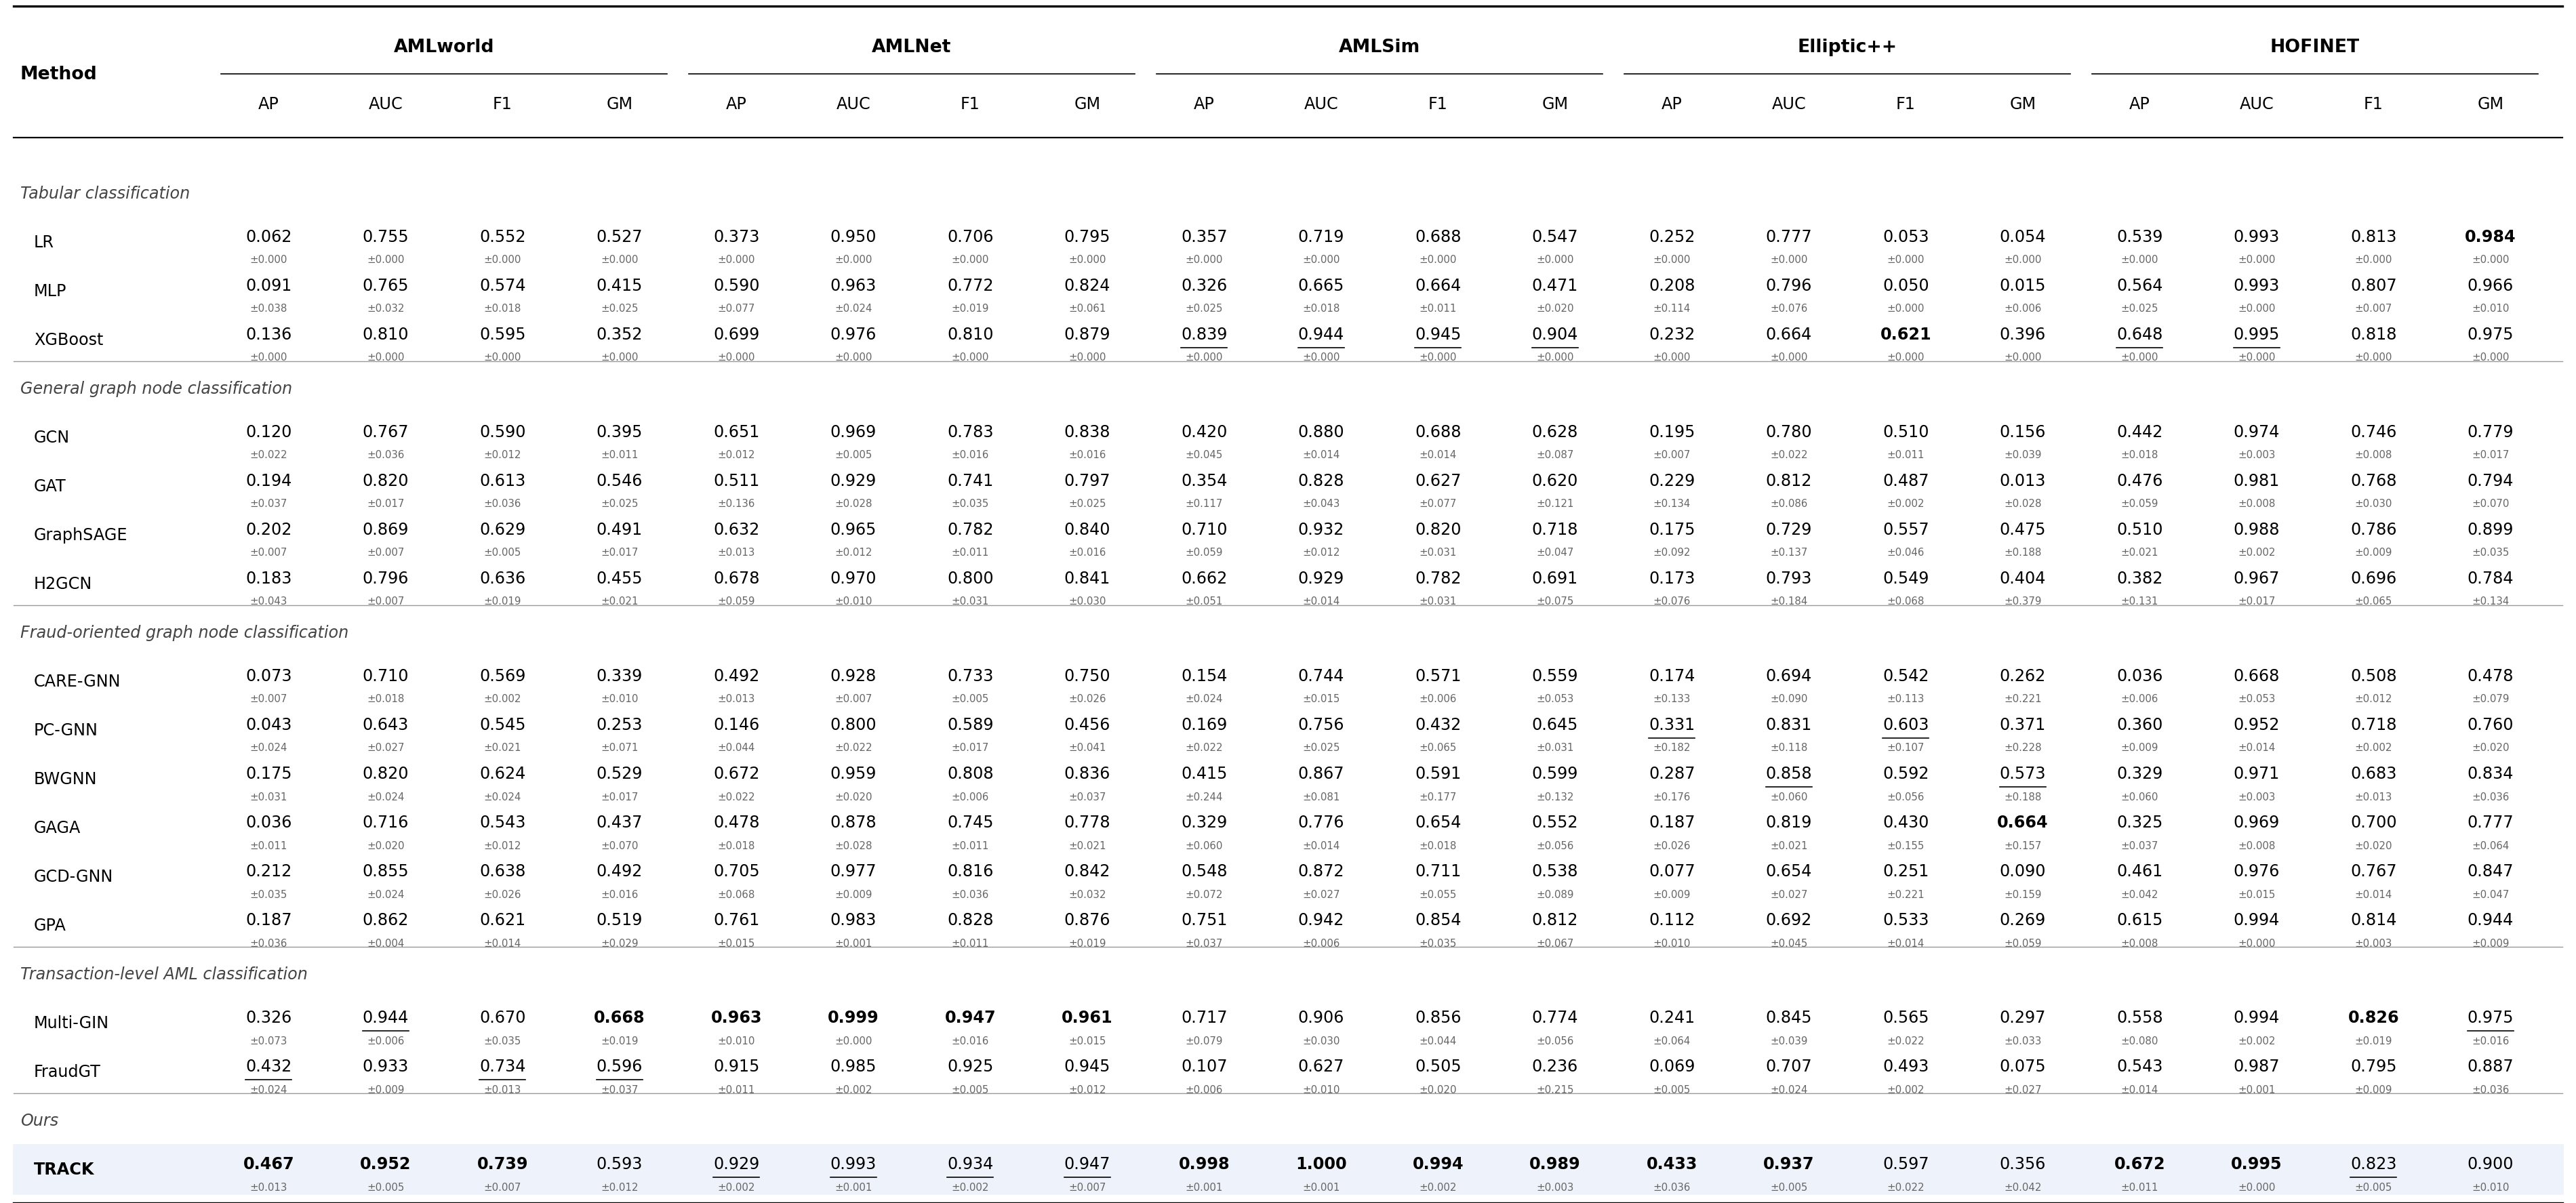 AMLworld AMLNet AMLSim Elliptic++ HOFINET
Method
AP AUC F1 GM AP AUC F1 GM AP AUC F1 GM AP AUC F1 GM AP AUC F1 GM
Tabular classification
LR 0.062 0.755 0.552 0.527 0.373 0.950 0.706 0.795 0.357 0.719 0.688 0.547 0.252 0.777 0.053 0.054 0.539 0.993 0.813 0.984
±0.000 ±0.000 ±0.000 ±0.000 ±0.000 ±0.000 ±0.000 ±0.000 ±0.000 ±0.000 ±0.000 ±0.000 ±0.000 ±0.000 ±0.000 ±0.000 ±0.000 ±0.000 ±0.000 ±0.000
MLP 0.091 0.765 0.574 0.415 0.590 0.963 0.772 0.824 0.326 0.665 0.664 0.471 0.208 0.796 0.050 0.015 0.564 0.993 0.807 0.966
±0.038 ±0.032 ±0.018 ±0.025 ±0.077 ±0.024 ±0.019 ±0.061 ±0.025 ±0.018 ±0.011 ±0.020 ±0.114 ±0.076 ±0.000 ±0.006 ±0.025 ±0.000 ±0.007 ±0.010
XGBoost 0.136 0.810 0.595 0.352 0.699 0.976 0.810 0.879 0.839 0.944 0.945 0.904 0.232 0.664 0.621 0.396 0.648 0.995 0.818 0.975
±0.000 ±0.000 ±0.000 ±0.000 ±0.000 ±0.000 ±0.000 ±0.000 ±0.000 ±0.000 ±0.000 ±0.000 ±0.000 ±0.000 ±0.000 ±0.000 ±0.000 ±0.000 ±0.000 ±0.000
General graph node classification
GCN 0.120 0.767 0.590 0.395 0.651 0.969 0.783 0.838 0.420 0.880 0.688 0.628 0.195 0.780 0.510 0.156 0.442 0.974 0.746 0.779
±0.022 ±0.036 ±0.012 ±0.011 ±0.012 ±0.005 ±0.016 ±0.016 ±0.045 ±0.014 ±0.014 ±0.087 ±0.007 ±0.022 ±0.011 ±0.039 ±0.018 ±0.003 ±0.008 ±0.017
GAT 0.194 0.820 0.613 0.546 0.511 0.929 0.741 0.797 0.354 0.828 0.627 0.620 0.229 0.812 0.487 0.013 0.476 0.981 0.768 0.794
±0.037 ±0.017 ±0.036 ±0.025 ±0.136 ±0.028 ±0.035 ±0.025 ±0.117 ±0.043 ±0.077 ±0.121 ±0.134 ±0.086 ±0.002 ±0.028 ±0.059 ±0.008 ±0.030 ±0.070
GraphSAGE 0.202 0.869 0.629 0.491 0.632 0.965 0.782 0.840 0.710 0.932 0.820 0.718 0.175 0.729 0.557 0.475 0.510 0.988 0.786 0.899
±0.007 ±0.007 ±0.005 ±0.017 ±0.013 ±0.012 ±0.011 ±0.016 ±0.059 ±0.012 ±0.031 ±0.047 ±0.092 ±0.137 ±0.046 ±0.188 ±0.021 ±0.002 ±0.009 ±0.035
H2GCN 0.183 0.796 0.636 0.455 0.678 0.970 0.800 0.841 0.662 0.929 0.782 0.691 0.173 0.793 0.549 0.404 0.382 0.967 0.696 0.784
±0.043 ±0.007 ±0.019 ±0.021 ±0.059 ±0.010 ±0.031 ±0.030 ±0.051 ±0.014 ±0.031 ±0.075 ±0.076 ±0.184 ±0.068 ±0.379 ±0.131 ±0.017 ±0.065 ±0.134
Fraud-oriented graph node classification
CARE-GNN 0.073 0.710 0.569 0.339 0.492 0.928 0.733 0.750 0.154 0.744 0.571 0.559 0.174 0.694 0.542 0.262 0.036 0.668 0.508 0.478
±0.007 ±0.018 ±0.002 ±0.010 ±0.013 ±0.007 ±0.005 ±0.026 ±0.024 ±0.015 ±0.006 ±0.053 ±0.133 ±0.090 ±0.113 ±0.221 ±0.006 ±0.053 ±0.012 ±0.079
PC-GNN 0.043 0.643 0.545 0.253 0.146 0.800 0.589 0.456 0.169 0.756 0.432 0.645 0.331 0.831 0.603 0.371 0.360 0.952 0.718 0.760
±0.024 ±0.027 ±0.021 ±0.071 ±0.044 ±0.022 ±0.017 ±0.041 ±0.022 ±0.025 ±0.065 ±0.031 ±0.182 ±0.118 ±0.107 ±0.228 ±0.009 ±0.014 ±0.002 ±0.020
BWGNN 0.175 0.820 0.624 0.529 0.672 0.959 0.808 0.836 0.415 0.867 0.591 0.599 0.287 0.858 0.592 0.573 0.329 0.971 0.683 0.834
±0.031 ±0.024 ±0.024 ±0.017 ±0.022 ±0.020 ±0.006 ±0.037 ±0.244 ±0.081 ±0.177 ±0.132 ±0.176 ±0.060 ±0.056 ±0.188 ±0.060 ±0.003 ±0.013 ±0.036
GAGA 0.036 0.716 0.543 0.437 0.478 0.878 0.745 0.778 0.329 0.776 0.654 0.552 0.187 0.819 0.430 0.664 0.325 0.969 0.700 0.777
±0.011 ±0.020 ±0.012 ±0.070 ±0.018 ±0.028 ±0.011 ±0.021 ±0.060 ±0.014 ±0.018 ±0.056 ±0.026 ±0.021 ±0.155 ±0.157 ±0.037 ±0.008 ±0.020 ±0.064
GCD-GNN 0.212 0.855 0.638 0.492 0.705 0.977 0.816 0.842 0.548 0.872 0.711 0.538 0.077 0.654 0.251 0.090 0.461 0.976 0.767 0.847
±0.035 ±0.024 ±0.026 ±0.016 ±0.068 ±0.009 ±0.036 ±0.032 ±0.072 ±0.027 ±0.055 ±0.089 ±0.009 ±0.027 ±0.221 ±0.159 ±0.042 ±0.015 ±0.014 ±0.047
GPA 0.187 0.862 0.621 0.519 0.761 0.983 0.828 0.876 0.751 0.942 0.854 0.812 0.112 0.692 0.533 0.269 0.615 0.994 0.814 0.944
±0.036 ±0.004 ±0.014 ±0.029 ±0.015 ±0.001 ±0.011 ±0.019 ±0.037 ±0.006 ±0.035 ±0.067 ±0.010 ±0.045 ±0.014 ±0.059 ±0.008 ±0.000 ±0.003 ±0.009
Transaction-level AML classification
Multi-GIN 0.326 0.944 0.670 0.668 0.963 0.999 0.947 0.961 0.717 0.906 0.856 0.774 0.241 0.845 0.565 0.297 0.558 0.994 0.826 0.975
±0.073 ±0.006 ±0.035 ±0.019 ±0.010 ±0.000 ±0.016 ±0.015 ±0.079 ±0.030 ±0.044 ±0.056 ±0.064 ±0.039 ±0.022 ±0.033 ±0.080 ±0.002 ±0.019 ±0.016
FraudGT 0.432 0.933 0.734 0.596 0.915 0.985 0.925 0.945 0.107 0.627 0.505 0.236 0.069 0.707 0.493 0.075 0.543 0.987 0.795 0.887
±0.024 ±0.009 ±0.013 ±0.037 ±0.011 ±0.002 ±0.005 ±0.012 ±0.006 ±0.010 ±0.020 ±0.215 ±0.005 ±0.024 ±0.002 ±0.027 ±0.014 ±0.001 ±0.009 ±0.036
Ours
TRACK 0.467 0.952 0.739 0.593 0.929 0.993 0.934 0.947 0.998 1.000 0.994 0.989 0.433 0.937 0.597 0.356 0.672 0.995 0.823 0.900
±0.013 ±0.005 ±0.007 ±0.012 ±0.002 ±0.001 ±0.002 ±0.007 ±0.001 ±0.001 ±0.002 ±0.003 ±0.036 ±0.005 ±0.022 ±0.042 ±0.011 ±0.000 ±0.005 ±0.010